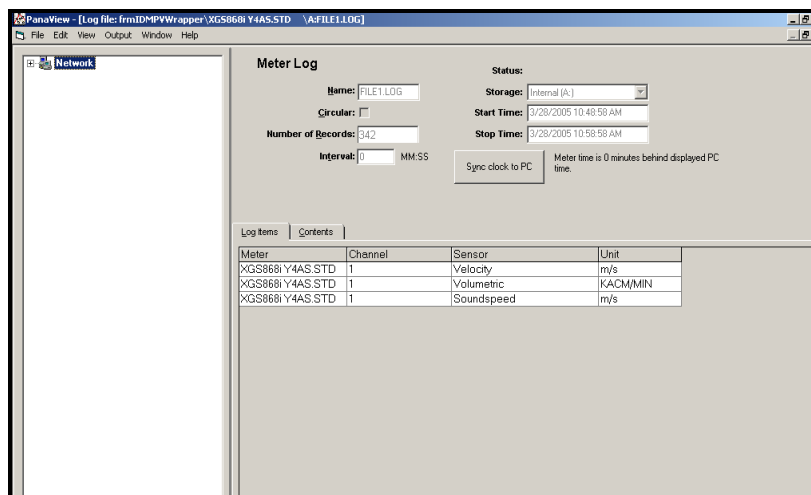 PanaView - [Log file: frmIDMPVWrapper\XGS868i Y4AS.STD \A:FILE1.LOG]
File Edit View Output Window Help
Network
Meter Log
Status:
Name: FILE1.LOG
Storage: Internal (A:)
Circular:
Start Time: 3/28/2005 10:48:58 AM
Number of Records: 342
Stop Time: 3/28/2005 10:58:58 AM
Interval: 0 MM:SS
Sync clock to PC
Meter time is 0 minutes behind displayed PC
time.
Log Items Contents
Meter Channel Sensor Unit
XGS868i Y4AS.STD 1 Velocity m/s
XGS868i Y4AS.STD 1 Volumetric KACM/MIN
XGS868i Y4AS.STD 1 Soundspeed m/s